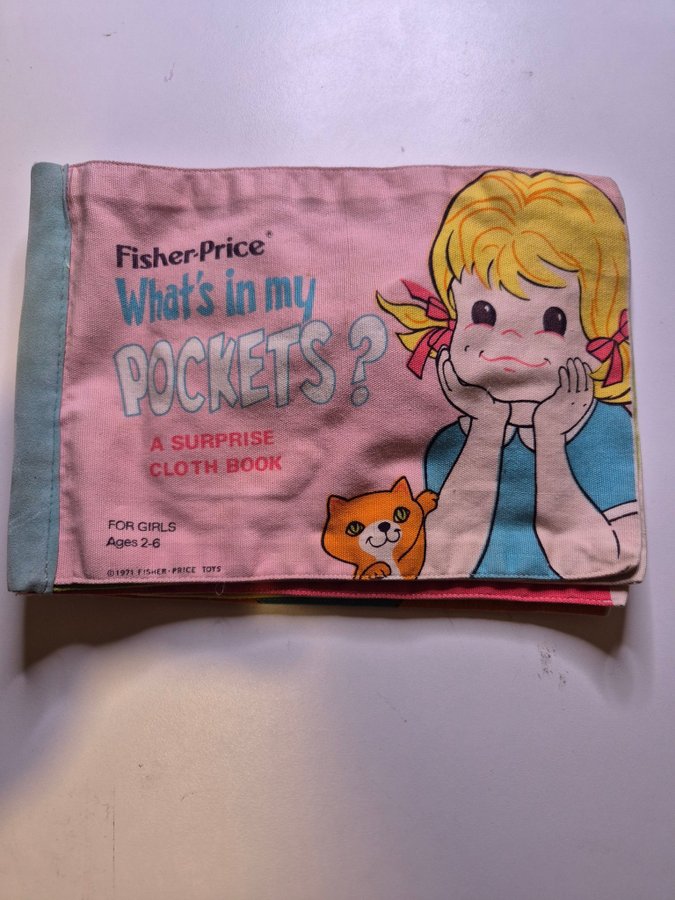 Fisher-Price®
What's in my
POCKETS?
A SURPRISE
CLOTH BOOK
FOR GIRLS
Ages 2-6
© 1971 FISHER-PRICE TOYS